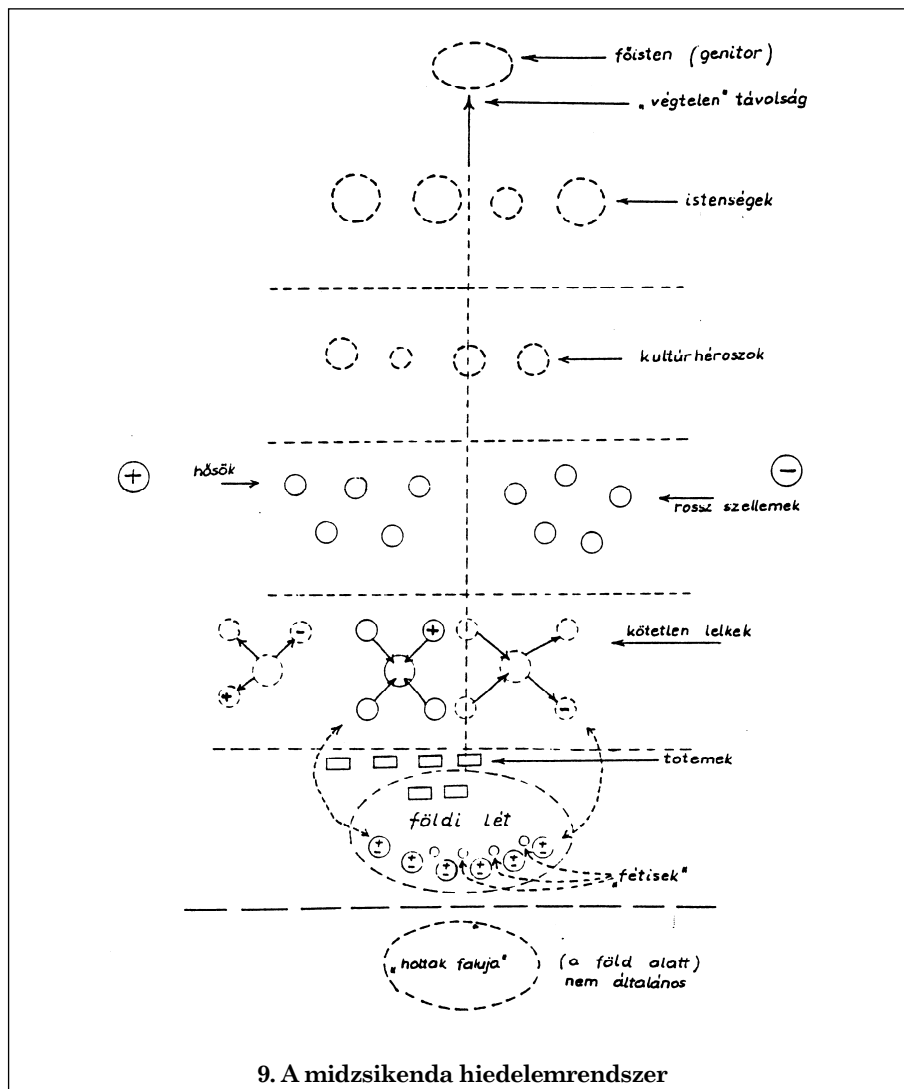 főisten (genitor)
„végtelen” távolság
istenségek
kultúrhéroszok
+
hősök
−
rossz szellemek
−
+
+
−
kötetlen lelkek
totemek
földi lét
+
−
+
−
+
−
+
−
+
−
+
−
„fétisek”
„holtak faluja”
(a föld alatt)
nem általános
9. A midzsikenda hiedelemrendszer